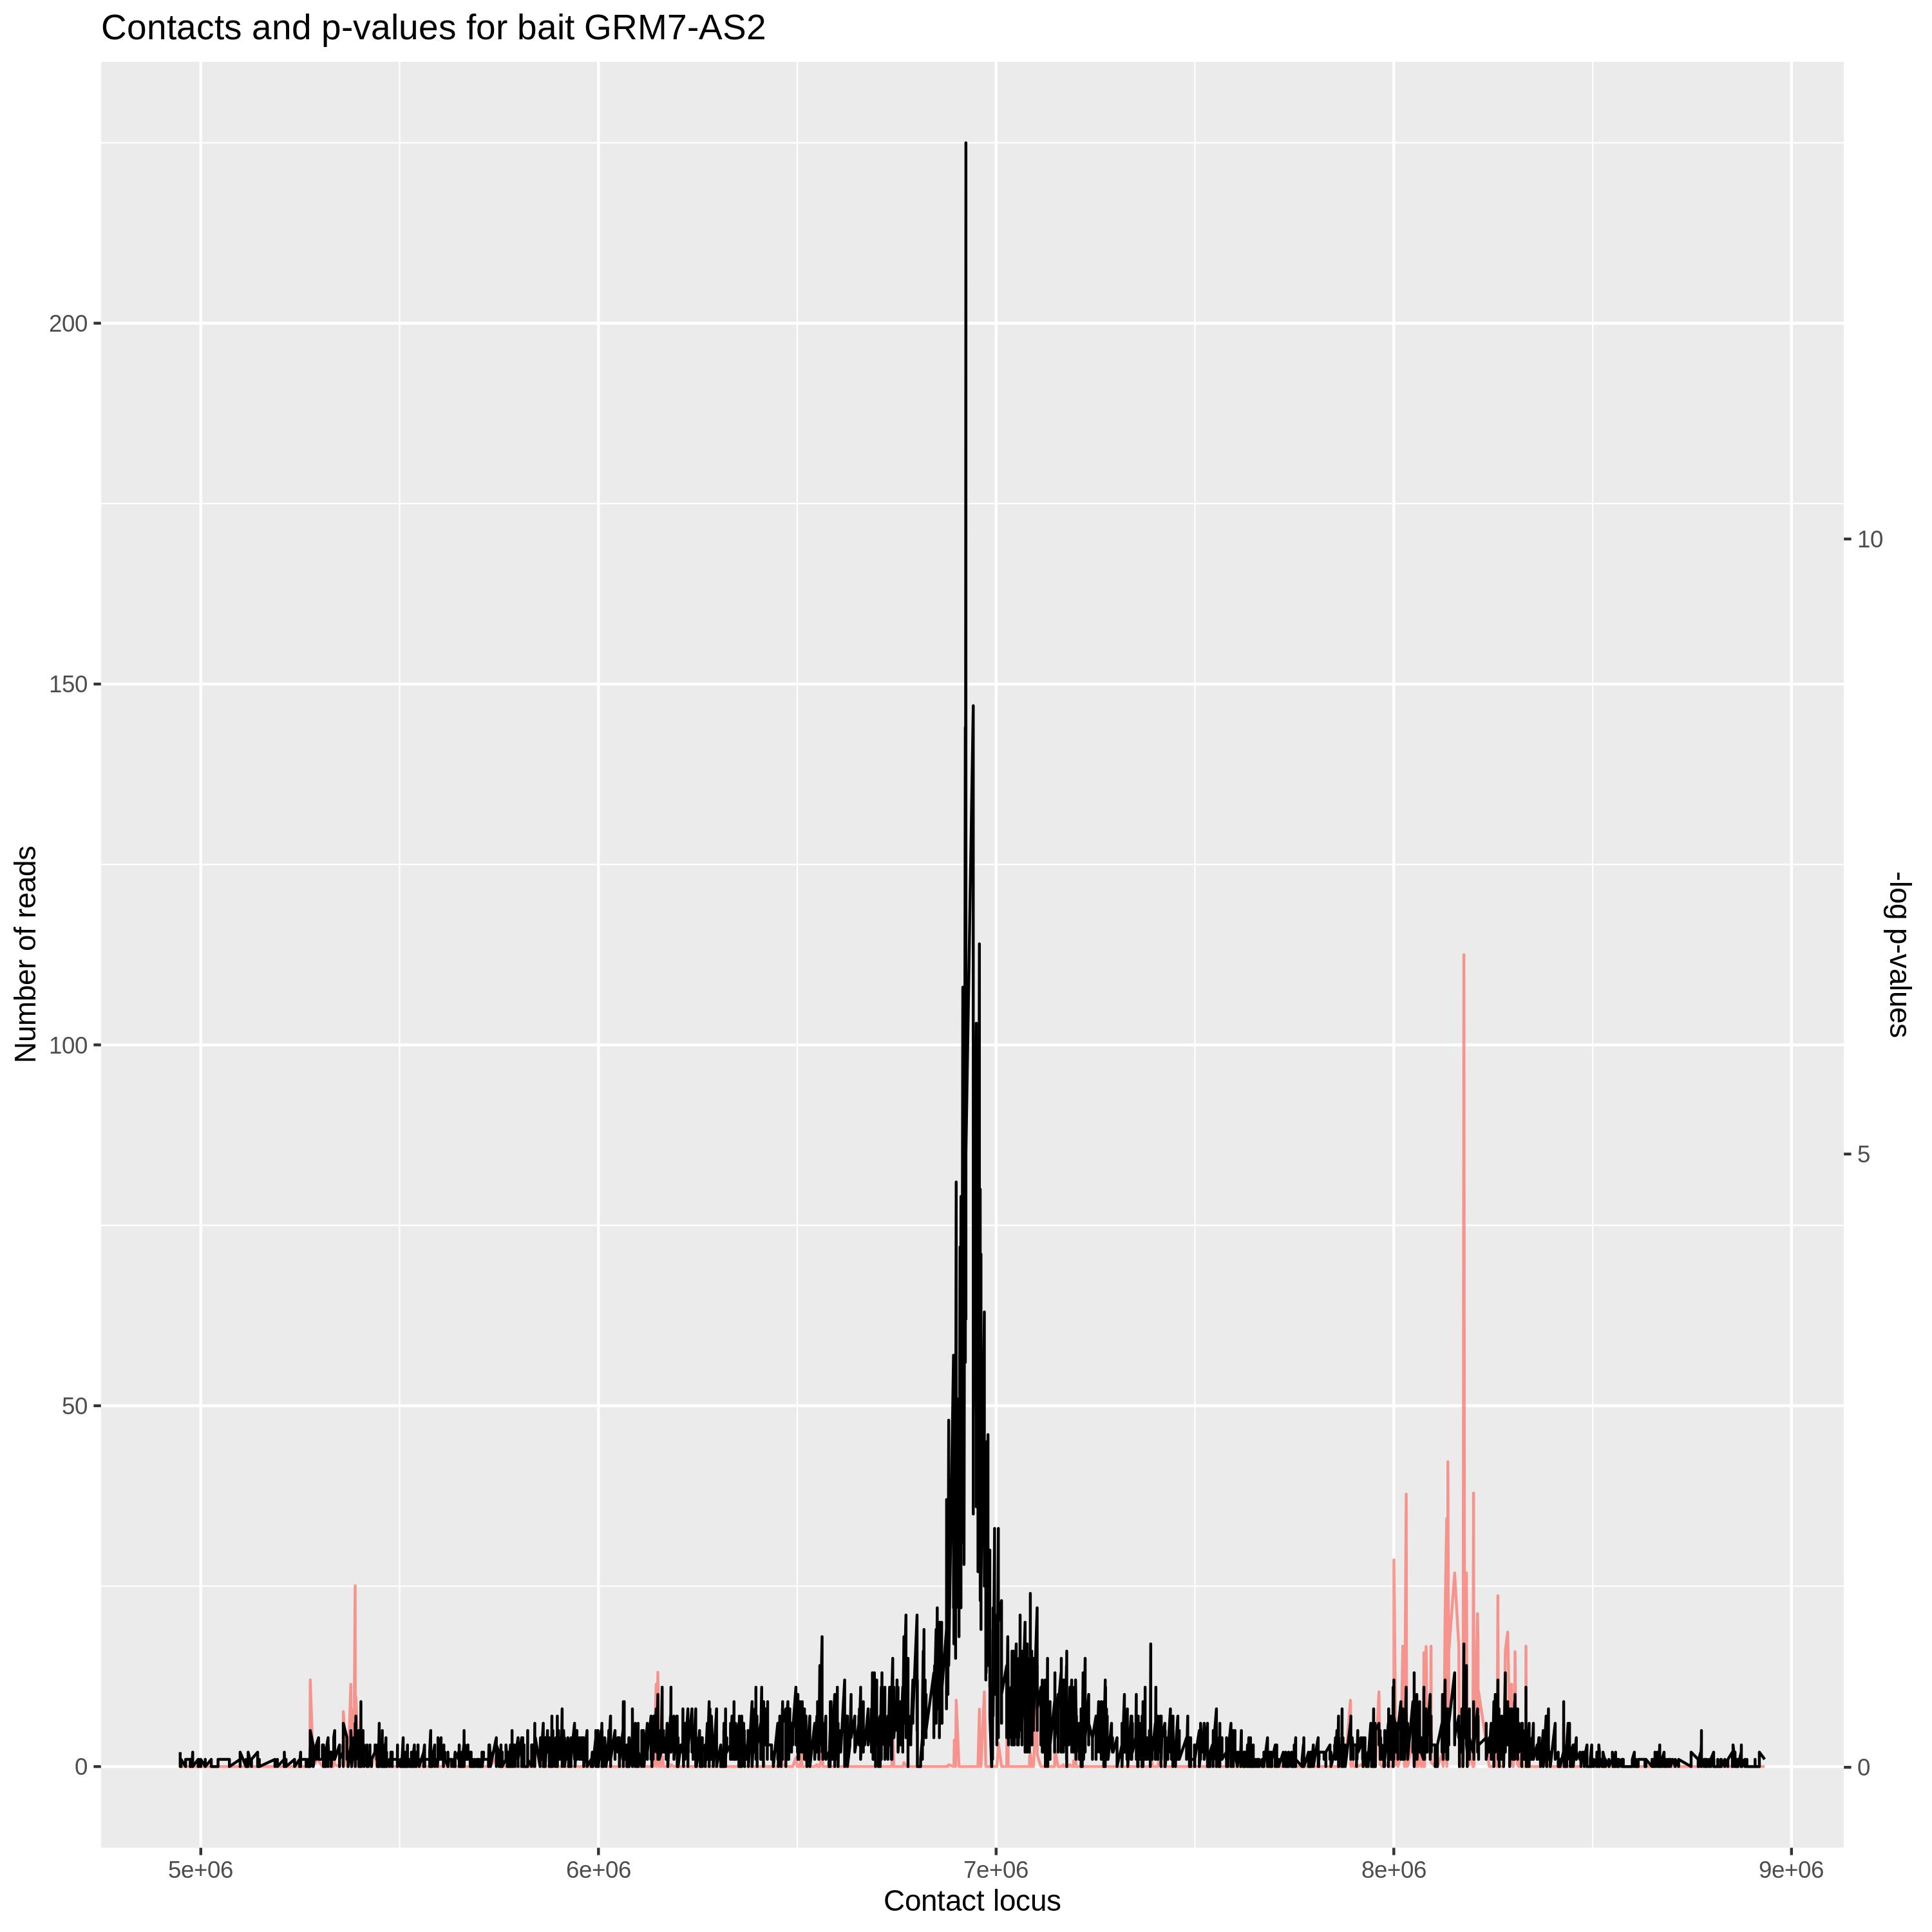 Contacts and p-values for bait GRM7-AS2
Number of reads
200
150
100
50
0
10
5
0
-log p-values
5e+06
6e+06
7e+06
8e+06
9e+06
Contact locus